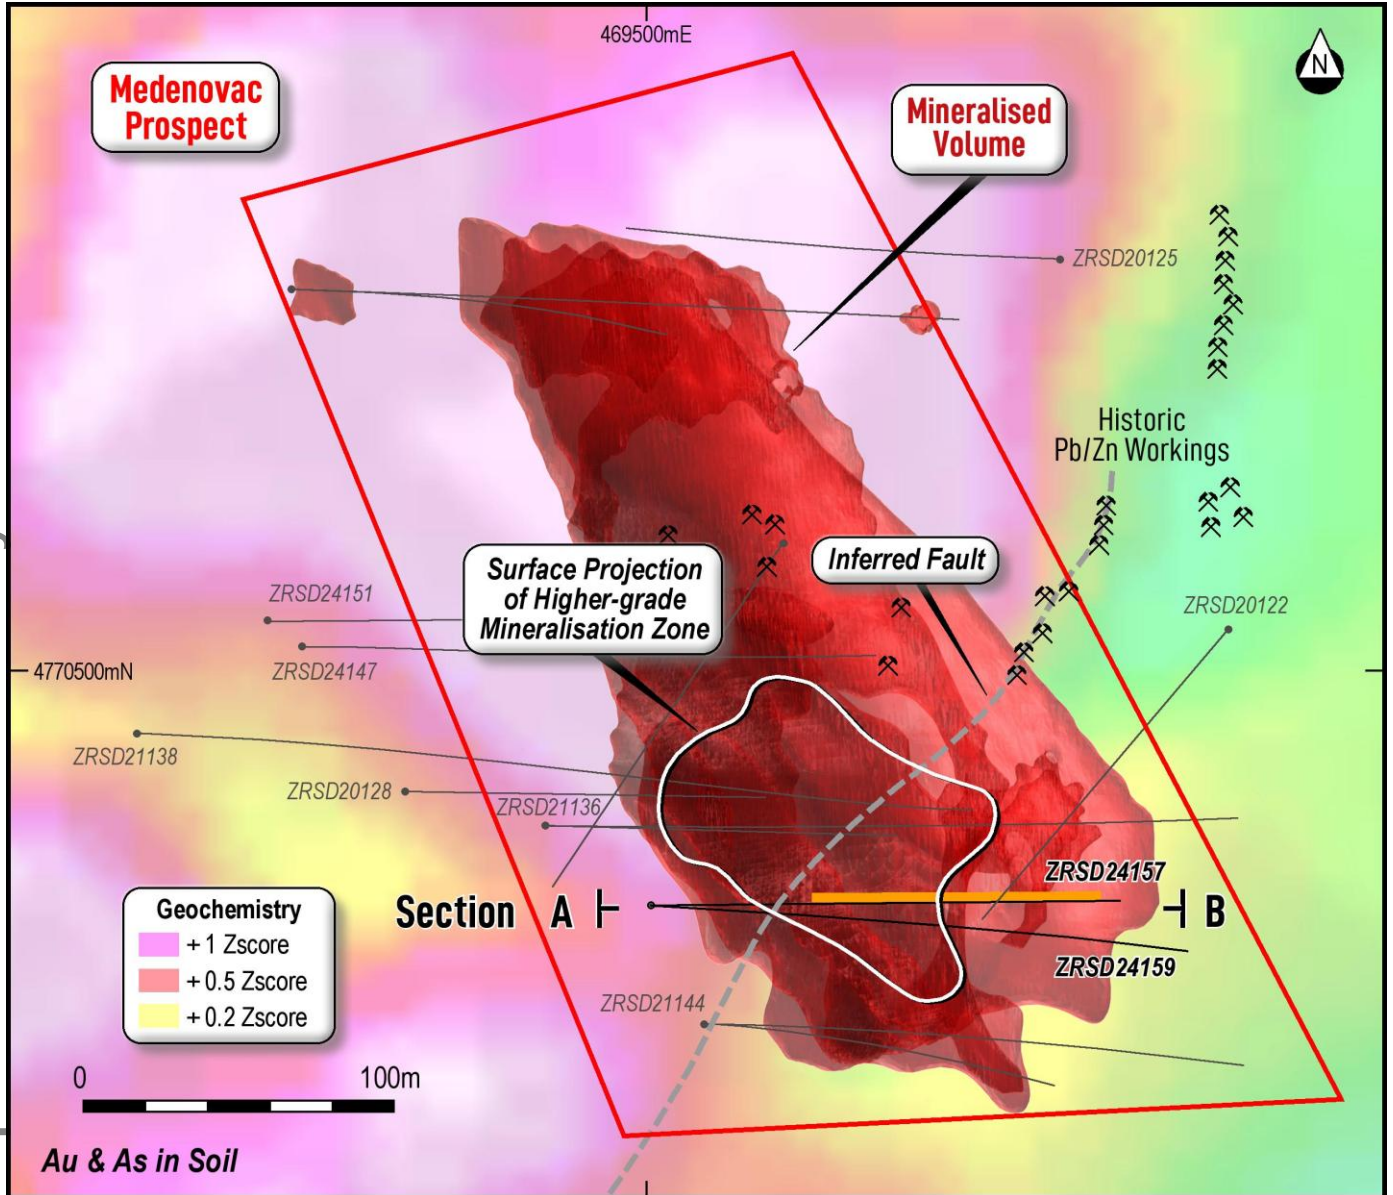 469500mE
N
Medenovac
Prospect
Mineralised
Volume
ZRSD20125
Historic
Pb/Zn Workings
Surface Projection
of Higher-grade
Mineralisation Zone
Inferred Fault
ZRSD24151
ZRSD20122
4770500mN
ZRSD24147
ZRSD21138
ZRSD20128
ZRSD21136
ZRSD24157
Section A
B
ZRSD24159
Geochemistry
+ 1 Zscore
+ 0.5 Zscore
+ 0.2 Zscore
ZRSD21144
0
100m
Au & As in Soil